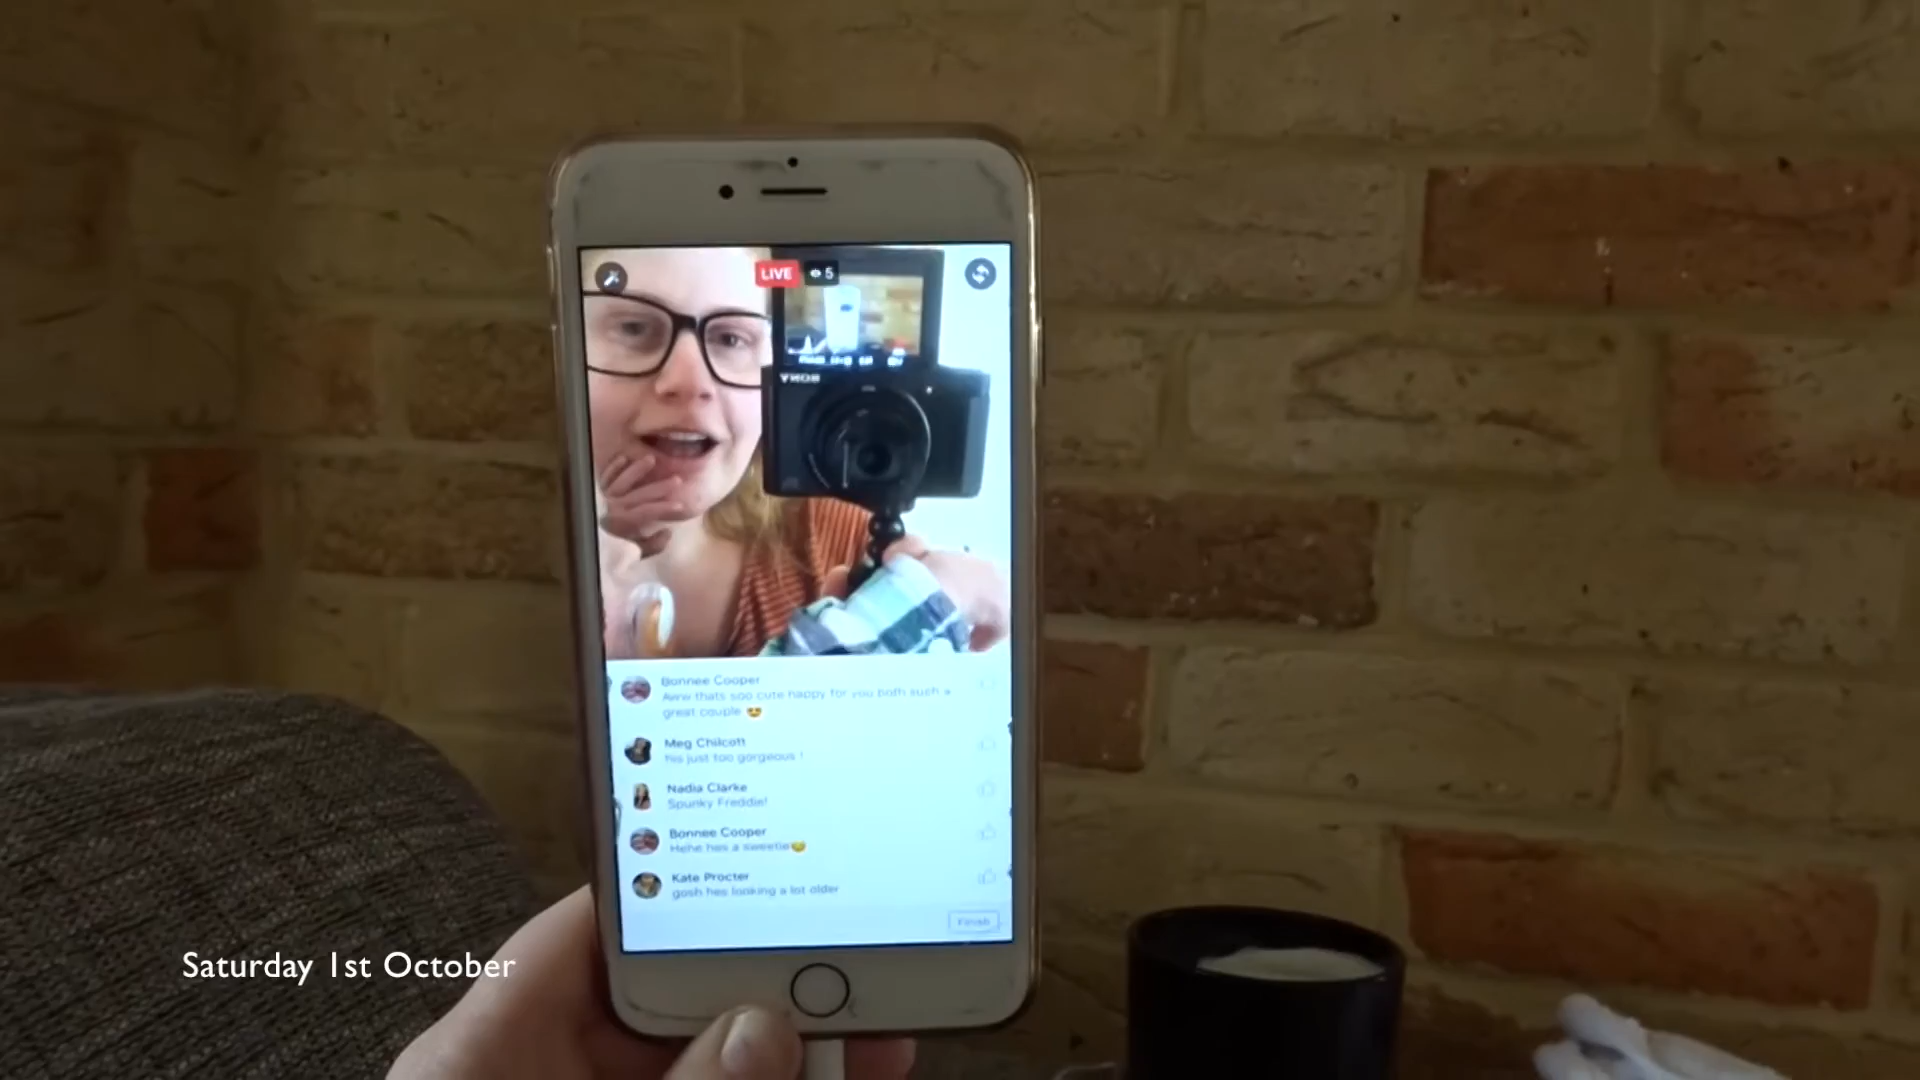 LIVE 5
SONY
Bonnee Cooper
Aww thats soo cute happy for you both such a
great couple 😍
Meg Chilcott
his just too gorgeous !
Nadia Clarke
Spunky Freddie!
Bonnee Cooper
Hehe hes a sweetie😄
Kate Procter
gosh hes looking a lot older
Finish
Saturday 1st October